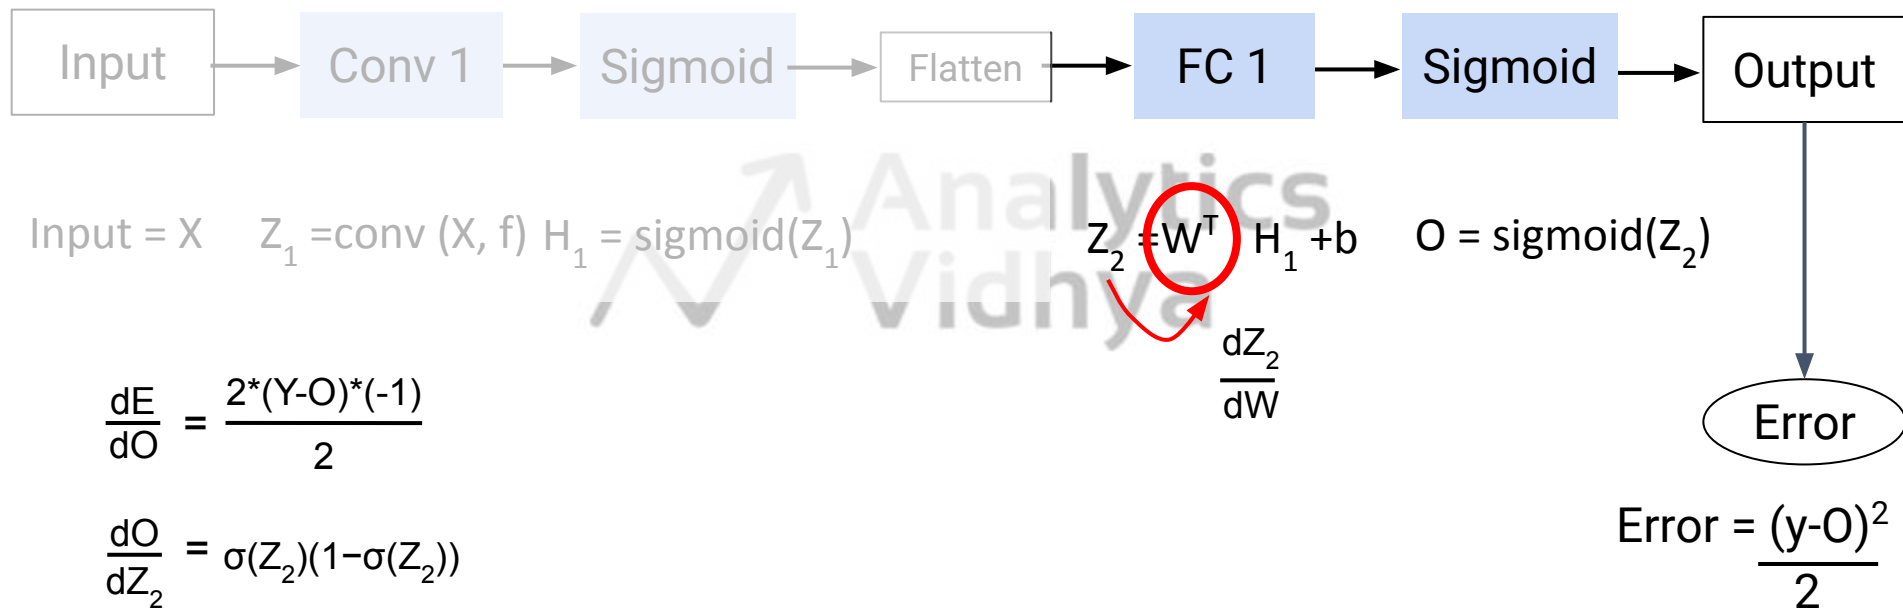 Input Conv 1 Sigmoid Flatten FC 1 Sigmoid Output
Analytics
Vidhya
Input = X Z₁ =conv (X, f) H₁ = sigmoid(Z₁) Z₂ =Wᵀ H₁ +b O = sigmoid(Z₂)
dZ₂
dW
dE/dO = 2*(Y-O)*(-1)/2
Error
dO/dZ₂ = σ(Z₂)(1−σ(Z₂))
Error = (y-O)²/2